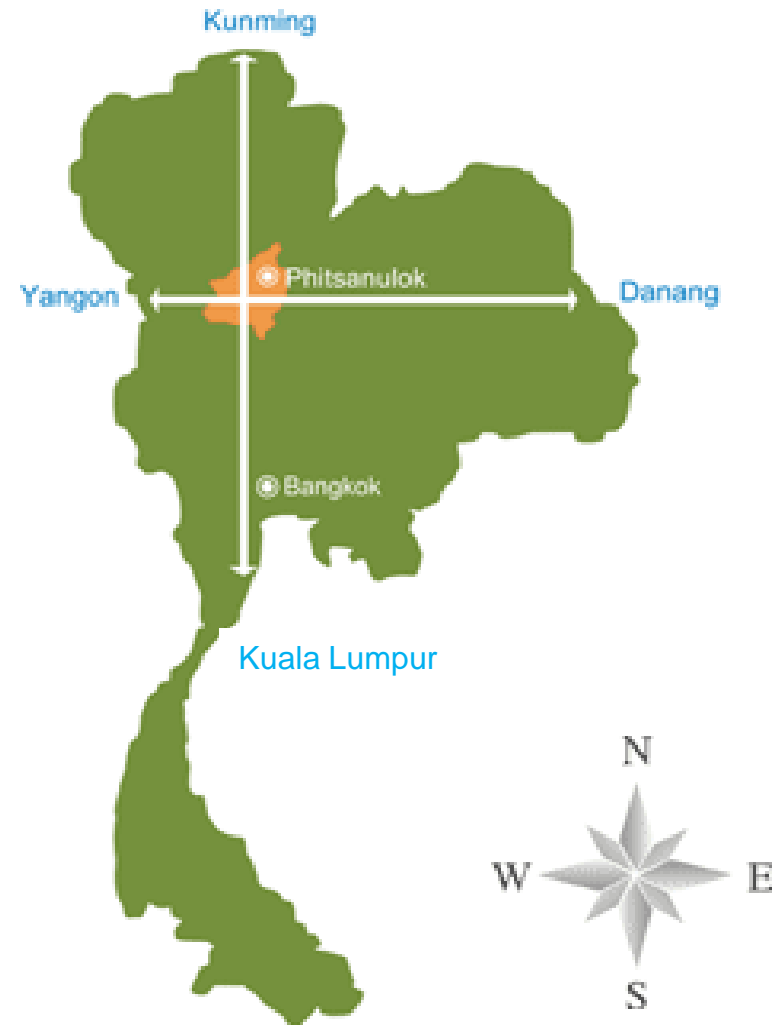 Kunming
Phitsanulok
Yangon
Danang
Bangkok
Kuala Lumpur
N
W
E
S